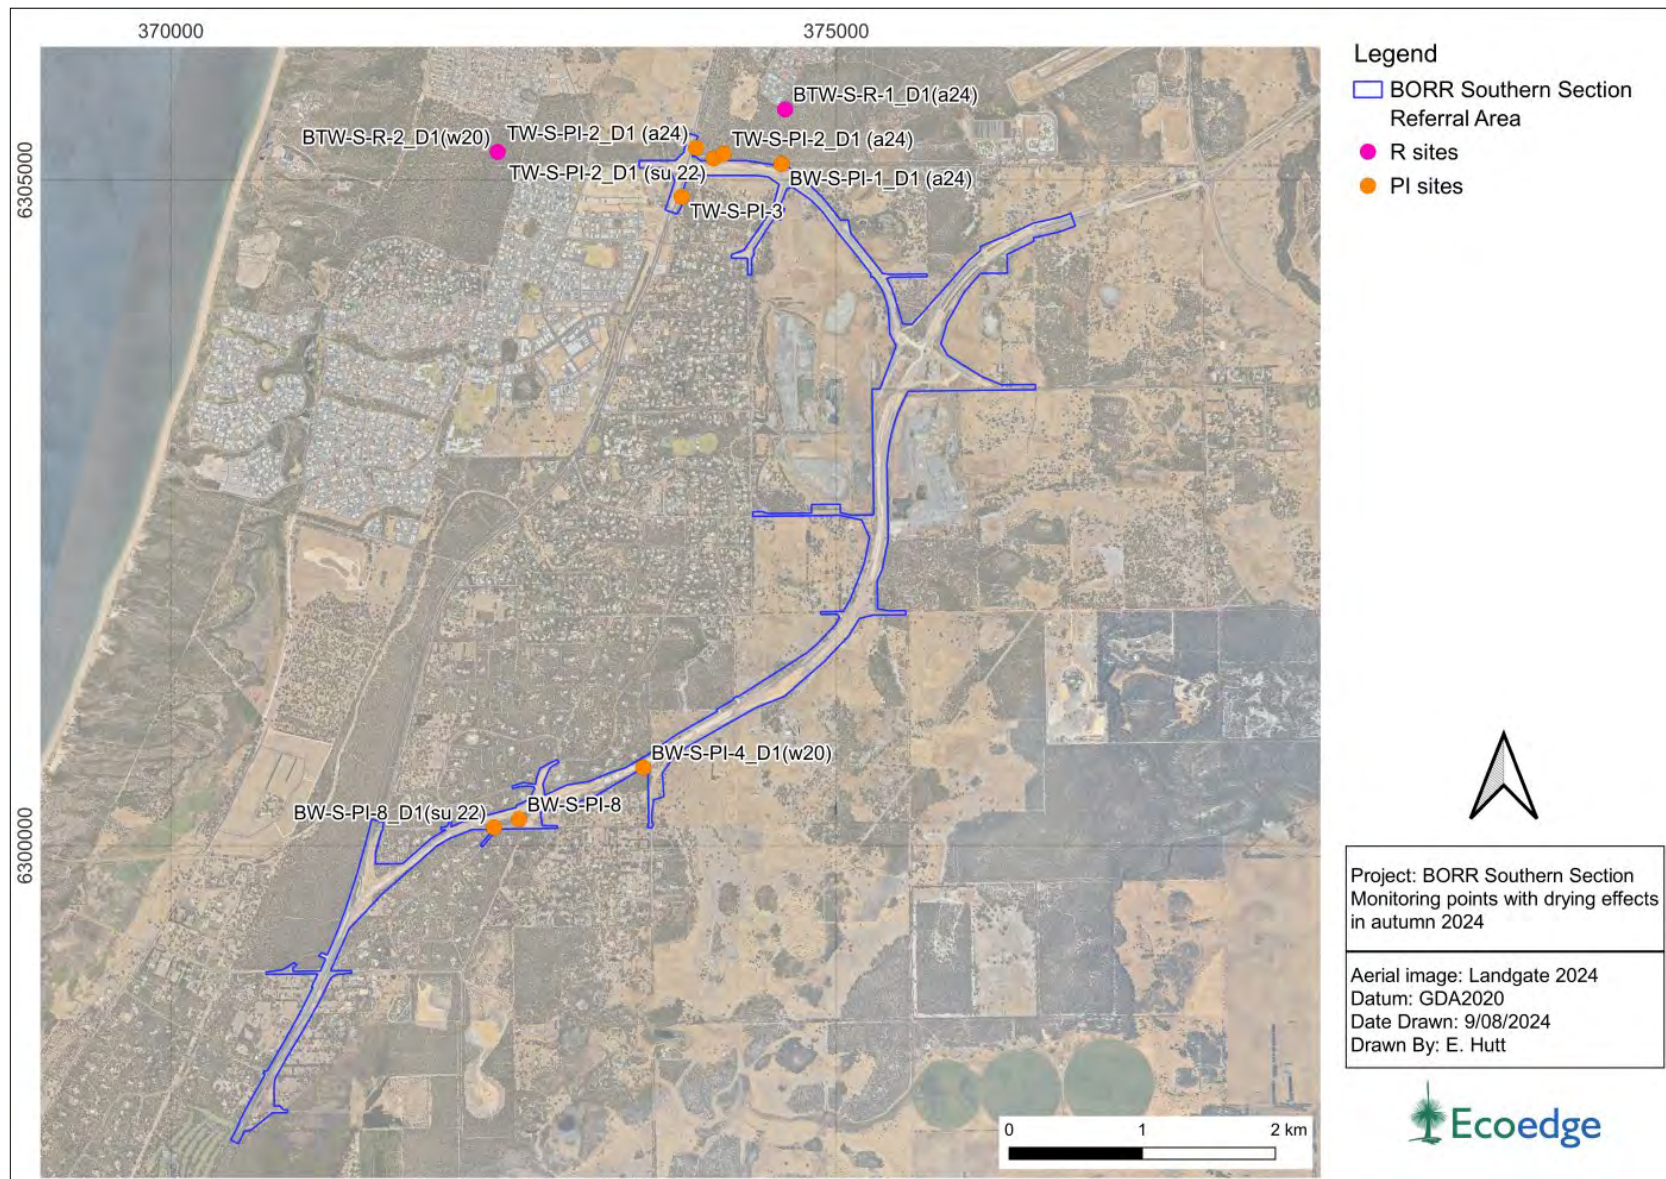 370000
375000
6305000
6300000
BTW-S-R-1_D1(a24)
BTW-S-R-2_D1(w20)
TW-S-PI-2_D1 (a24)
TW-S-PI-2_D1 (a24)
TW-S-PI-2_D1 (su 22)
BW-S-PI-1_D1 (a24)
TW-S-PI-3
BW-S-PI-4_D1(w20)
BW-S-PI-8_D1(su 22)
BW-S-PI-8
0 1 2 km
Legend
BORR Southern Section
Referral Area
R sites
PI sites
Project: BORR Southern Section
Monitoring points with drying effects
in autumn 2024
Aerial image: Landgate 2024
Datum: GDA2020
Date Drawn: 9/08/2024
Drawn By: E. Hutt
Ecoedge